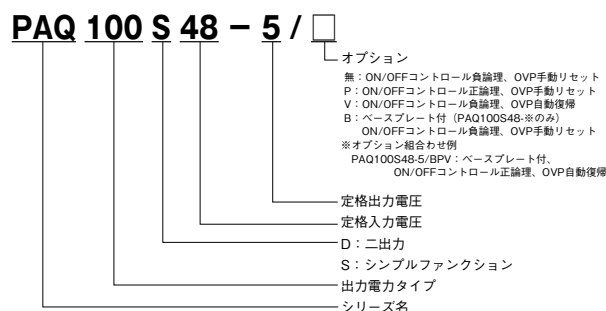 PAQ 100 S 48 - 5 / □
オプション
無：ON/OFFコントロール負論理、OVP手動リセット
P：ON/OFFコントロール正論理、OVP手動リセット
V：ON/OFFコントロール負論理、OVP自動復帰
B：ベースプレート付（PAQ100S48-※のみ）
ON/OFFコントロール負論理、OVP手動リセット
※オプション組合わせ例
PAQ100S48-5/BPV：ベースプレート付、
ON/OFFコントロール正論理、OVP自動復帰
定格出力電圧
定格入力電圧
D：二出力
S：シンプルファンクション
出力電力タイプ
シリーズ名